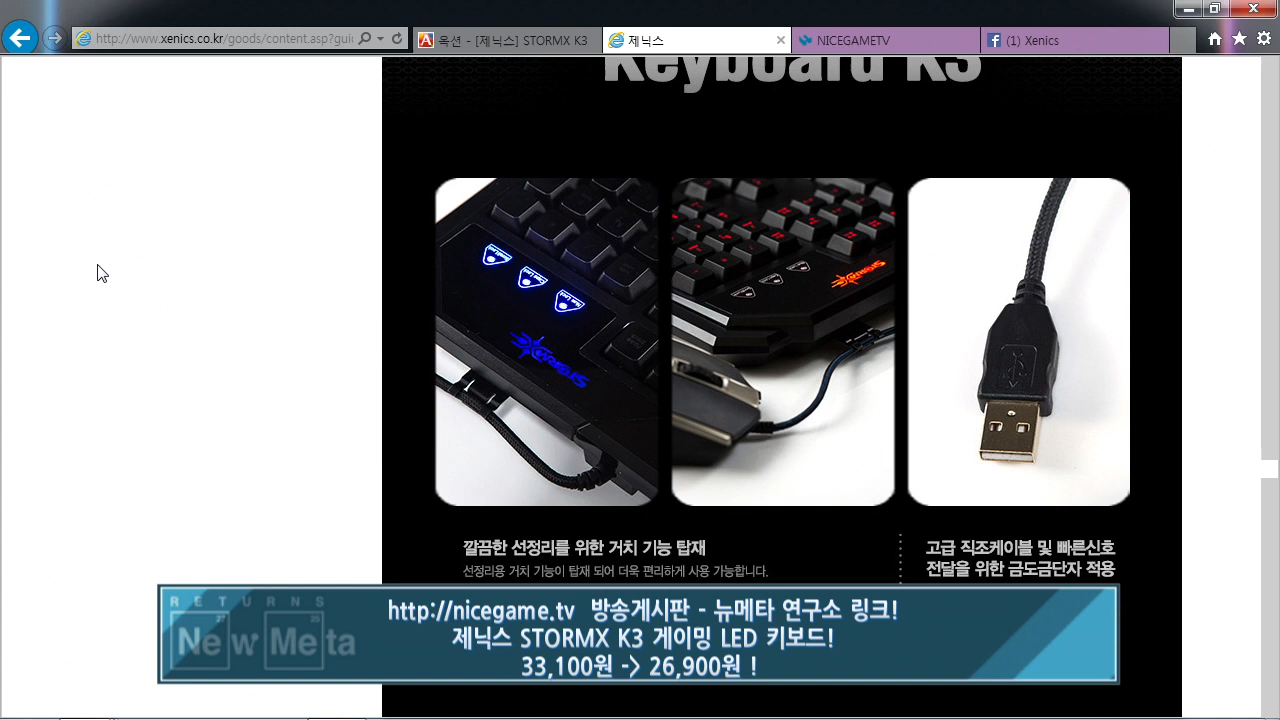 http://www.xenics.co.kr/goods/content.asp?gui
옥션 - [제닉스] STORMX K3
제닉스
NICEGAMETV
(1) Xenics
Keyboard K3
STORMX
깔끔한 선정리를 위한 거치 기능 탑재
선정리용 거치 기능이 탑재 되어 더욱 편리하게 사용 가능합니다.
고급 직조케이블 및 빠른신호
전달을 위한 금도금단자 적용
RETURNS
New Meta
http://nicegame.tv 방송게시판 - 뉴메타 연구소 링크!
제닉스 STORMX K3 게이밍 LED 키보드!
33,100원 -> 26,900원 !